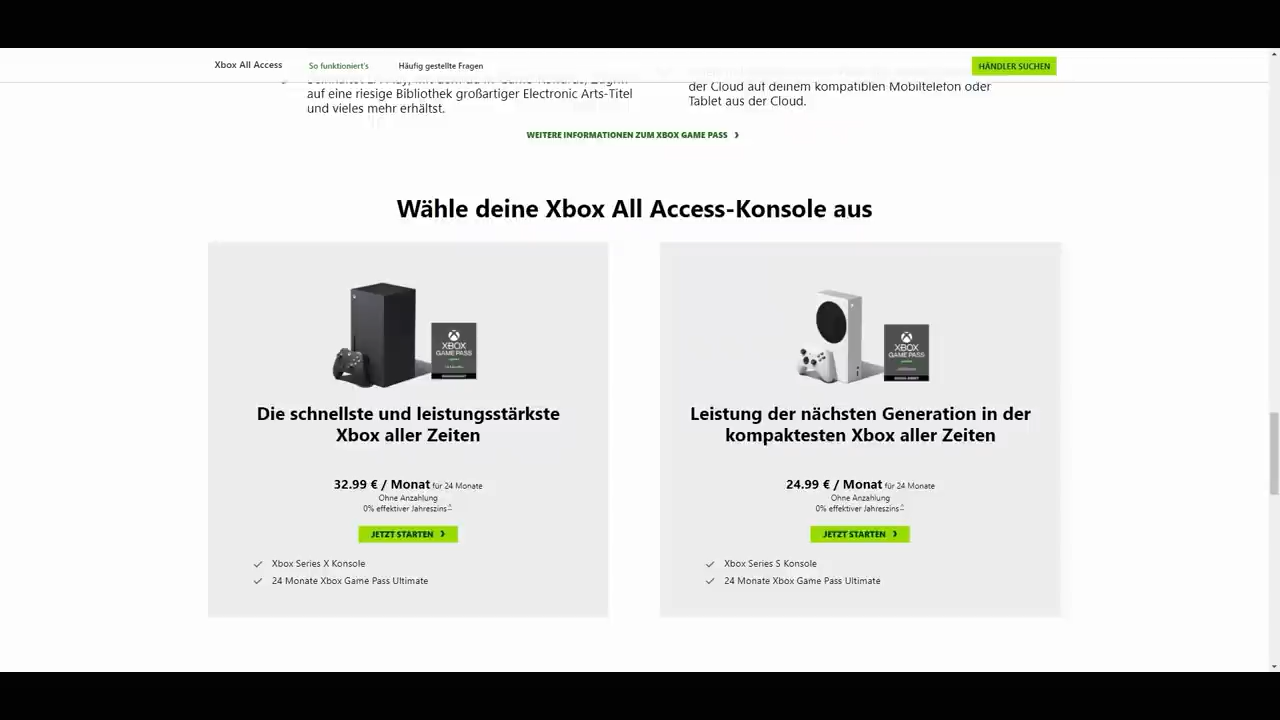 Xbox All Access
So funktioniert's
Häufig gestellte Fragen
HÄNDLER SUCHEN
auf eine riesige Bibliothek großartiger Electronic Arts-Titel
und vieles mehr erhältst.
der Cloud auf deinem kompatiblen Mobiltelefon oder
Tablet aus der Cloud.
WEITERE INFORMATIONEN ZUM XBOX GAME PASS
Wähle deine Xbox All Access-Konsole aus
XBOX
GAME PASS
Die schnellste und leistungsstärkste
Xbox aller Zeiten
32.99 € / Monat für 24 Monate
Ohne Anzahlung
0% effektiver Jahreszins^
JETZT STARTEN
Xbox Series X Konsole
24 Monate Xbox Game Pass Ultimate
XBOX
GAME PASS
Leistung der nächsten Generation in der
kompaktesten Xbox aller Zeiten
24.99 € / Monat für 24 Monate
Ohne Anzahlung
0% effektiver Jahreszins^
JETZT STARTEN
Xbox Series S Konsole
24 Monate Xbox Game Pass Ultimate